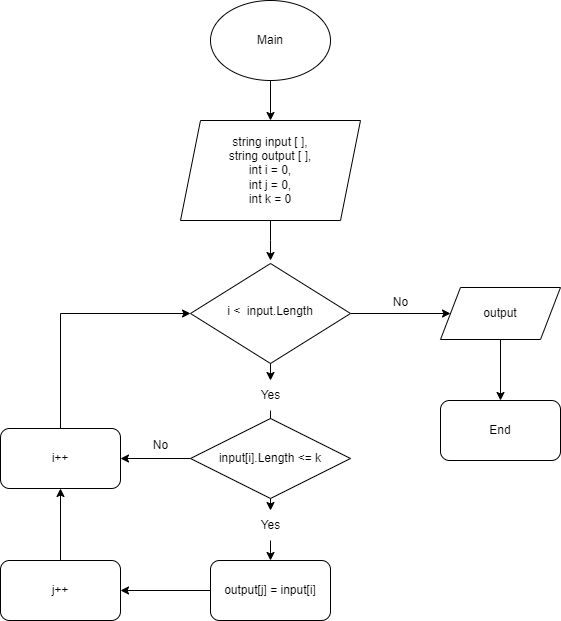 Main
string input [ ],
string output [ ],
int i = 0,
int j = 0,
int k = 0
i < input.Length
No
output
Yes
End
input[i].Length <= k
No
i++
Yes
output[j] = input[i]
j++